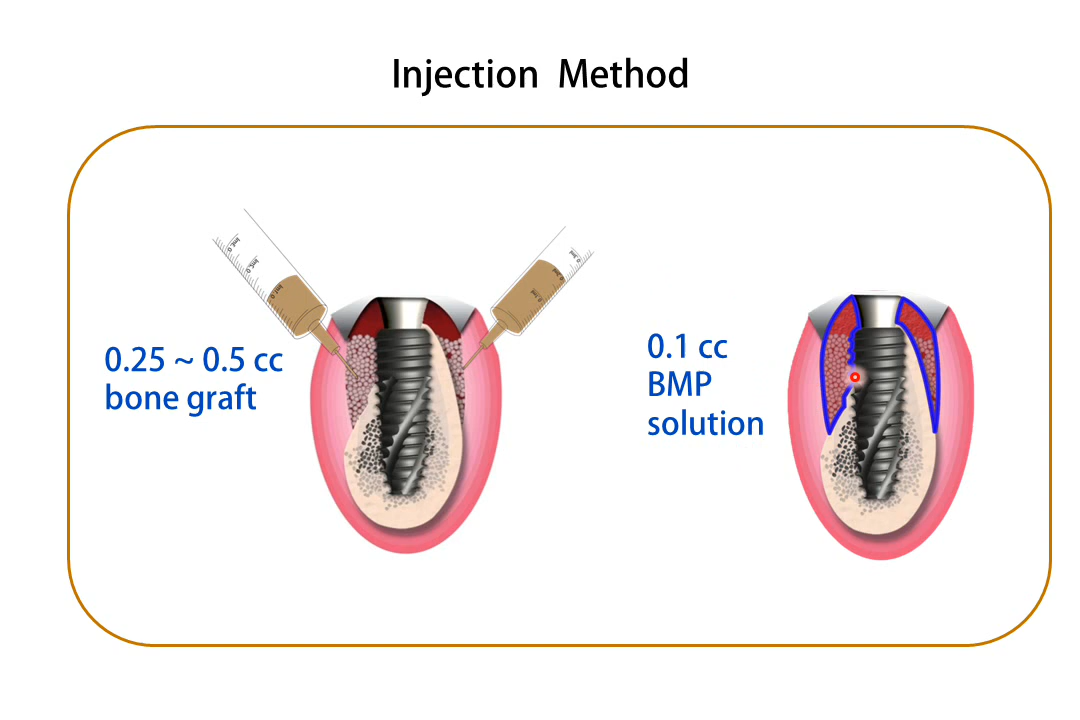 Injection Method
0.25 ~ 0.5 cc
bone graft
0.1 cc
BMP
solution